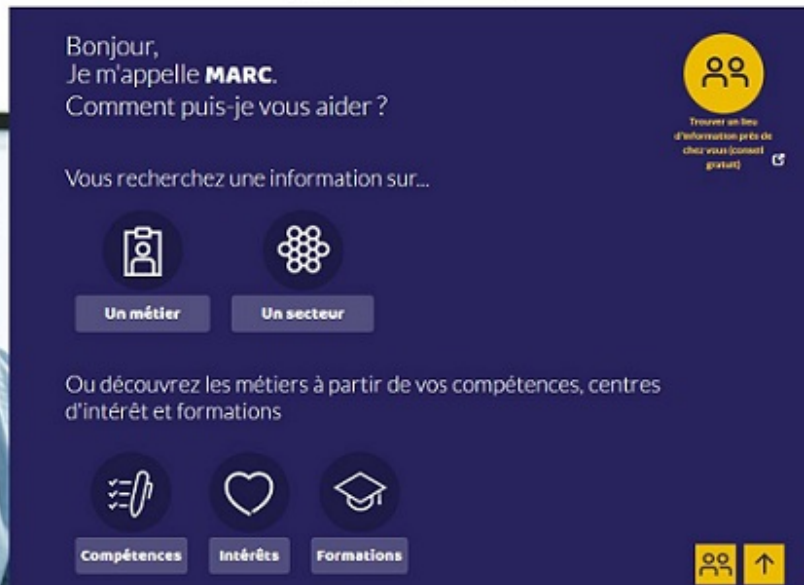 Bonjour,
Je m'appelle MARC.
Comment puis-je vous aider ?
Trouver un lieu
d'information près de
chez vous (conseil
gratuit)
Vous recherchez une information sur...
Un métier
Un secteur
Ou découvrez les métiers à partir de vos compétences, centres
d'intérêt et formations
Compétences
Intérêts
Formations